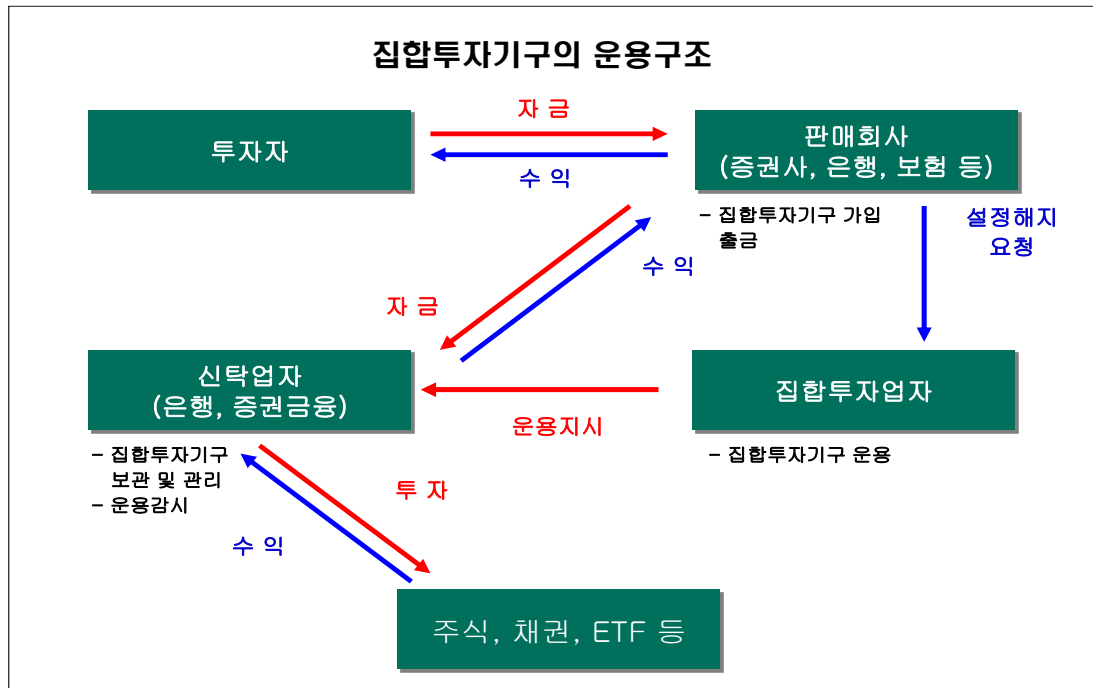 집합투자기구의 운용구조
자 금
투자자
판매회사
(증권사, 은행, 보험 등)
수 익
- 집합투자기구 가입
출금
설정해지
요청
수 익
자 금
신탁업자
(은행, 증권금융)
집합투자업자
운용지시
- 집합투자기구
보관 및 관리
- 운용감시
- 집합투자기구 운용
투 자
수 익
주식, 채권, ETF 등